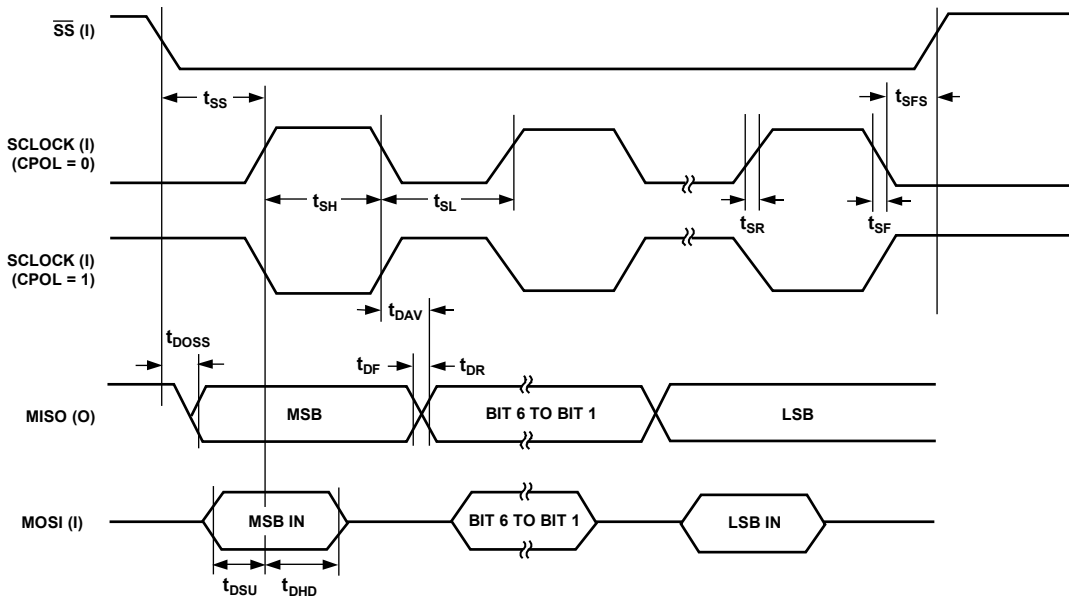 SS (I)
tSS
tSFS
SCLOCK (I)
(CPOL = 0)
tSH
tSL
tSR
tSF
SCLOCK (I)
(CPOL = 1)
tDAV
tDOSS
tDF
tDR
MISO (O)
MSB
BIT 6 TO BIT 1
LSB
MOSI (I)
MSB IN
BIT 6 TO BIT 1
LSB IN
tDSU
tDHD